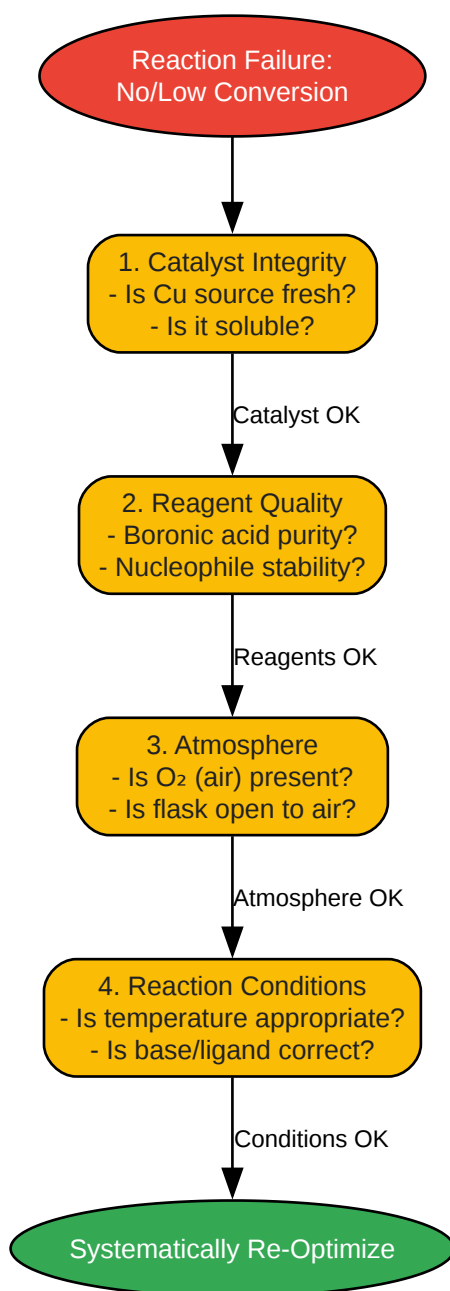 Reaction Failure:
No/Low Conversion
1. Catalyst Integrity
- Is Cu source fresh?
- Is it soluble?
Catalyst OK
2. Reagent Quality
- Boronic acid purity?
- Nucleophile stability?
Reagents OK
3. Atmosphere
- Is O₂ (air) present?
- Is flask open to air?
Atmosphere OK
4. Reaction Conditions
- Is temperature appropriate?
- Is base/ligand correct?
Conditions OK
Systematically Re-Optimize